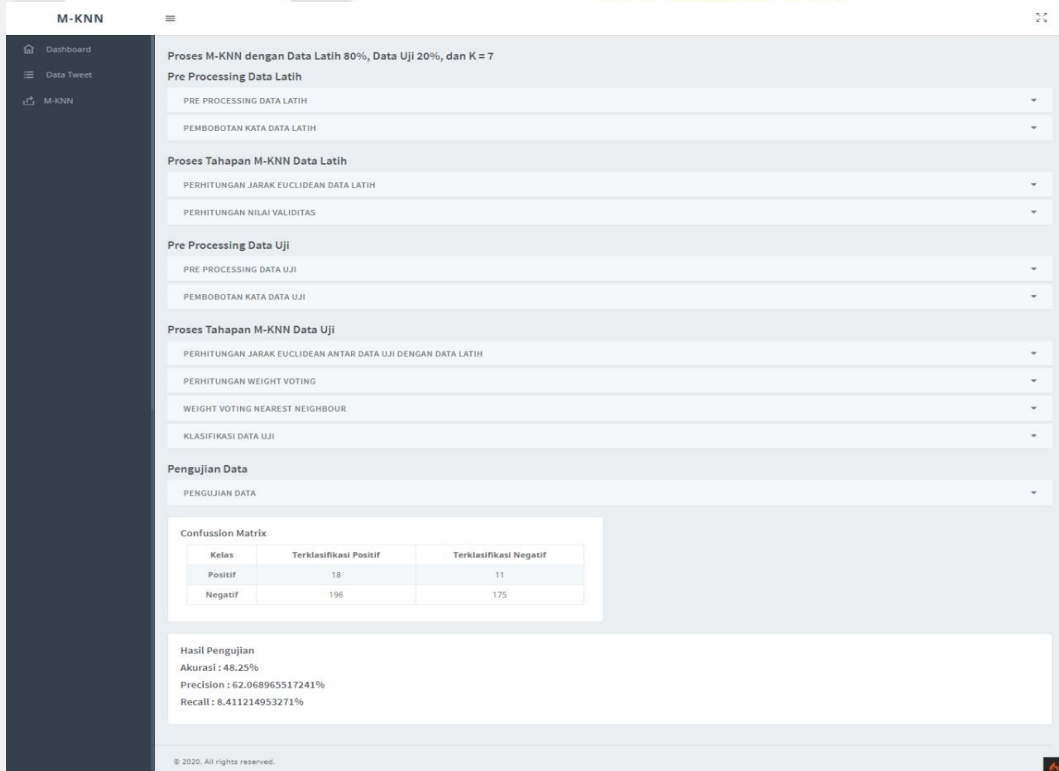 M-KNN
Dashboard
Data Tweet
M-KNN
Proses M-KNN dengan Data Latih 80%, Data Uji 20%, dan K = 7
Pre Processing Data Latih
PRE PROCESSING DATA LATIH
PEMBOBOTAN KATA DATA LATIH
Proses Tahapan M-KNN Data Latih
PERHITUNGAN JARAK EUCLIDEAN DATA LATIH
PERHITUNGAN NILAI VALIDITAS
Pre Processing Data Uji
PRE PROCESSING DATA UJI
PEMBOBOTAN KATA DATA UJI
Proses Tahapan M-KNN Data Uji
PERHITUNGAN JARAK EUCLIDEAN ANTAR DATA UJI DENGAN DATA LATIH
PERHITUNGAN WEIGHT VOTING
WEIGHT VOTING NEAREST NEIGHBOUR
KLASIFIKASI DATA UJI
Pengujian Data
PENGUJIAN DATA
Confussion Matrix
Kelas Terklasifikasi Positif Terklasifikasi Negatif
Positif 18 11
Negatif 196 175
Hasil Pengujian
Akurasi : 48.25%
Precision : 62.068965517241%
Recall : 8.411214953271%
© 2020. All rights reserved.